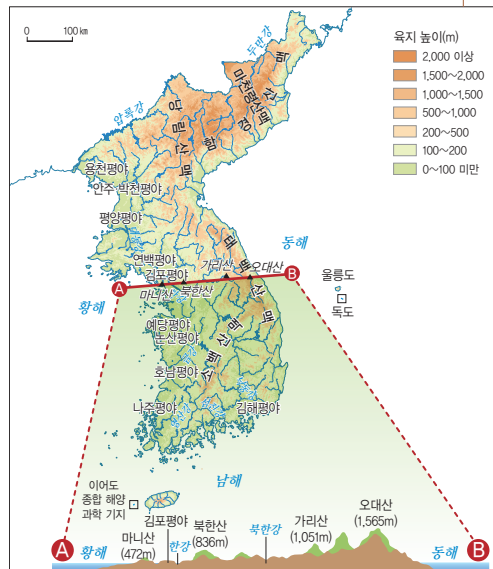 0 100 km
육지 높이(m)
2,000 이상
1,500~2,000
1,000~1,500
500~1,000
200~500
100~200
0~100 미만
두만강
마천령산맥
함경산맥
압록강
낭림산맥
용천평야
안주·박천평야
평양평야
연백평야
김포평야
가리산
오대산
태백산맥
동해
울릉도
독도
A
B
마니산
북한산
황해
예당평야
논산평야
소백산맥
호남평야
나주평야
김해평야
남해
이어도
종합 해양
과학 기지
김포평야
마니산
(472m)
한강
북한산
(836m)
북한강
가리산
(1,051m)
오대산
(1,565m)
A
황해
동해
B